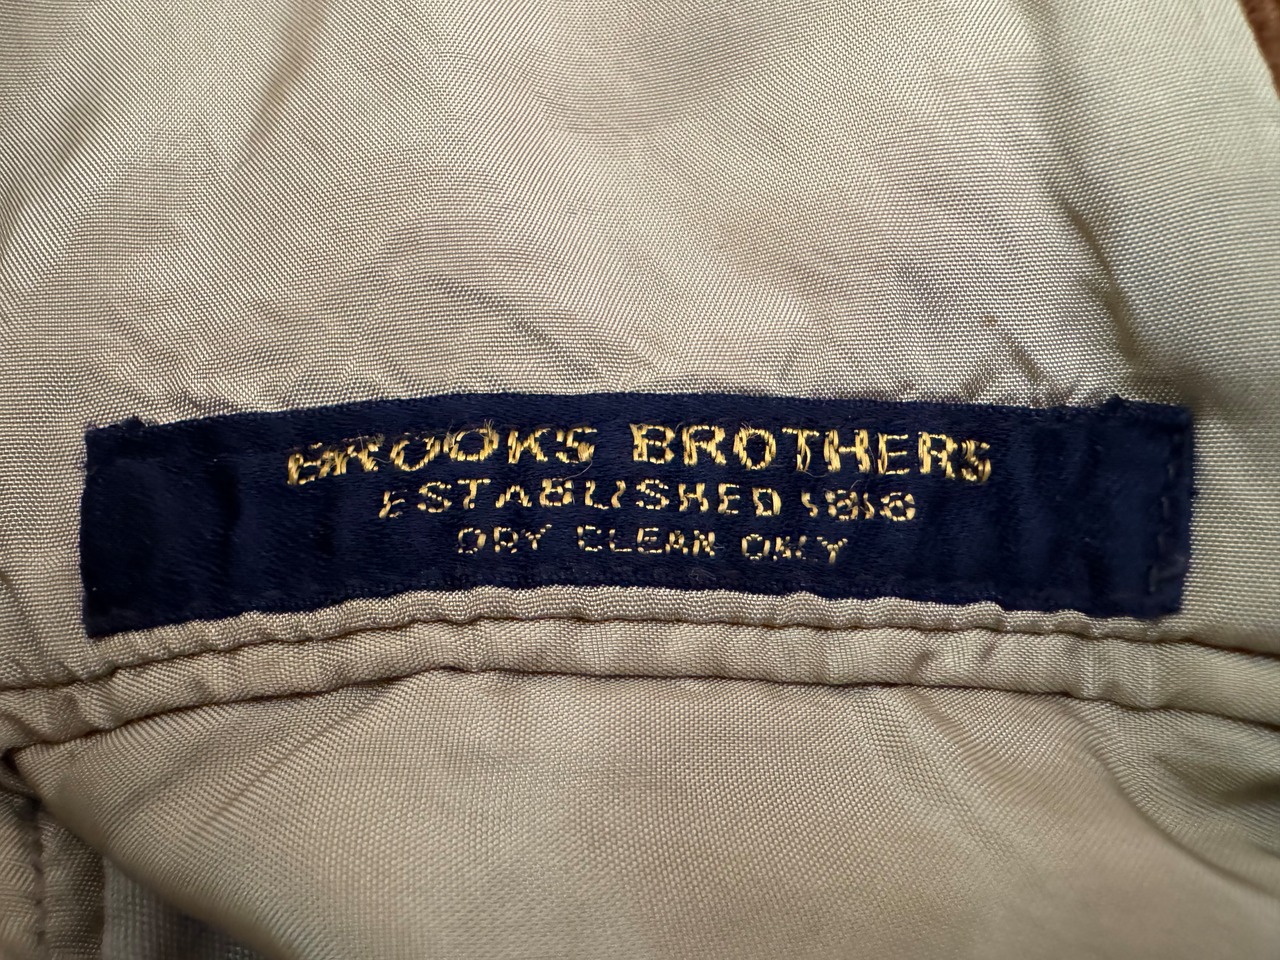 BROOKS BROTHERS
ESTABLISHED 1818
DRY CLEAN ONLY